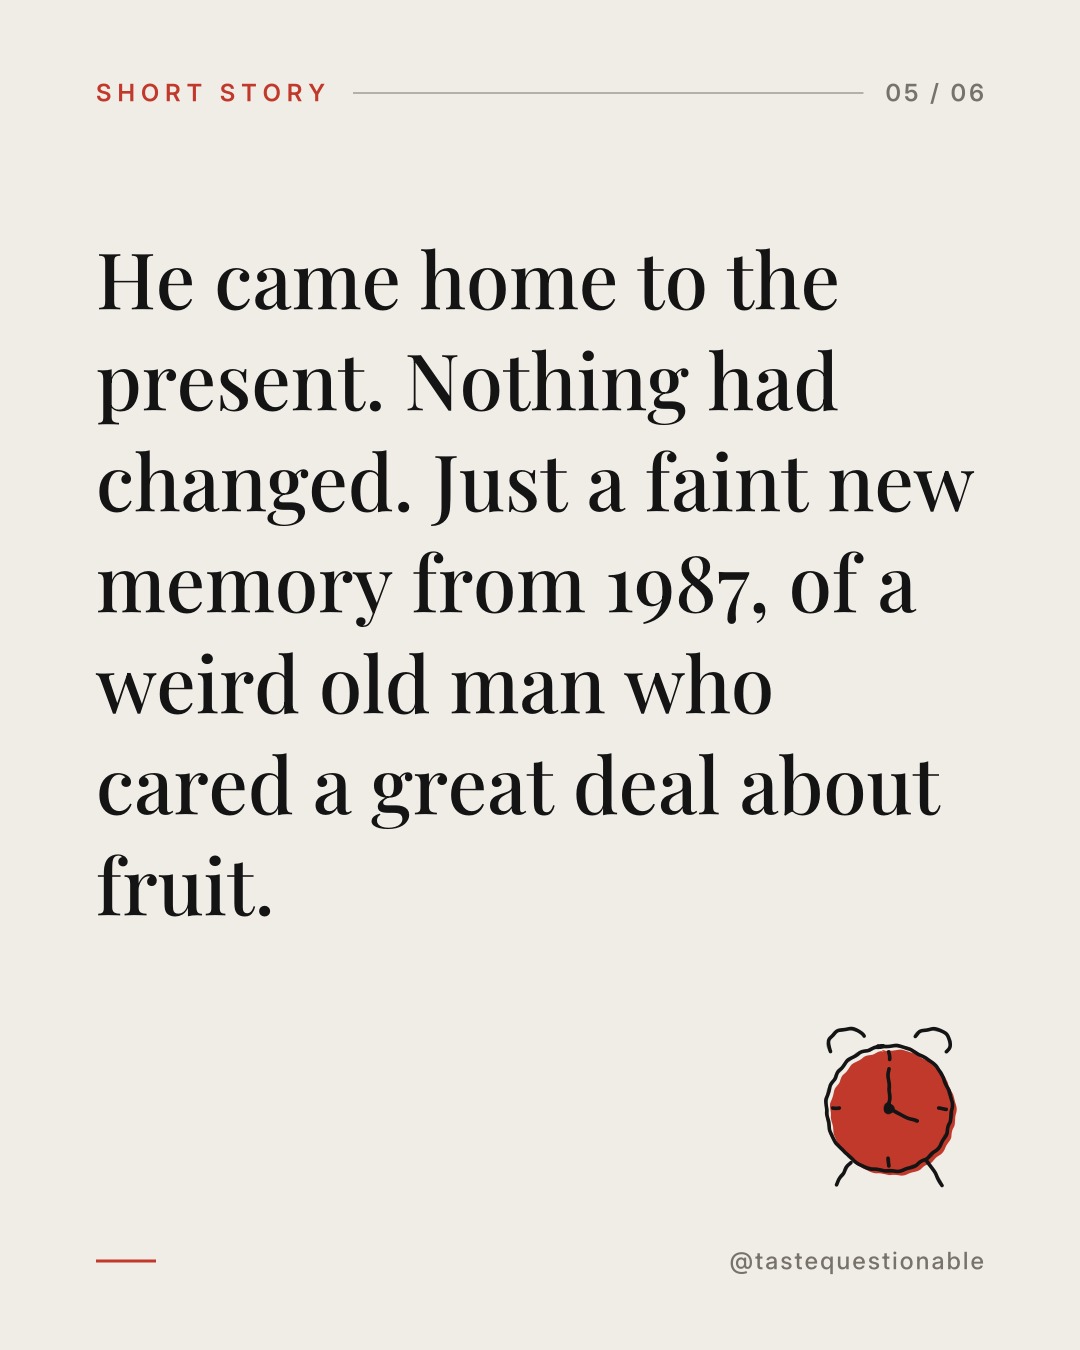 SHORT STORY 05 / 06
He came home to the
present. Nothing had
changed. Just a faint new
memory from 1987, of a
weird old man who
cared a great deal about
fruit.
@tastequestionable